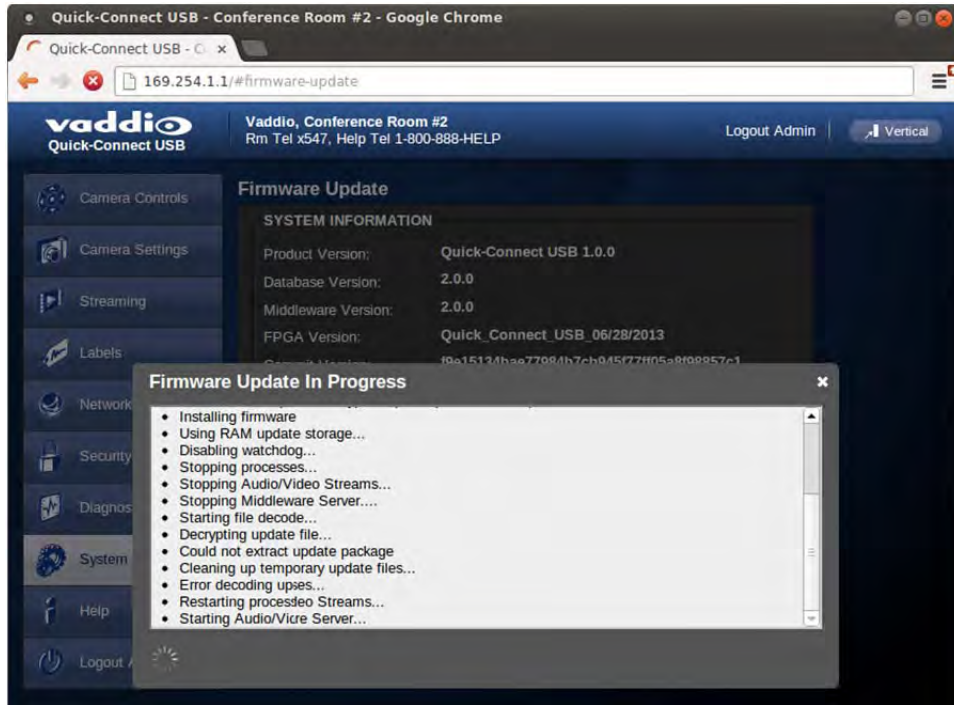 Quick-Connect USB - Conference Room #2 - Google Chrome
Quick-Connect USB - C
169.254.1.1/#firmware-update
vaddio
Quick-Connect USB
Vaddio, Conference Room #2
Rm Tel x547, Help Tel 1-800-888-HELP
Logout Admin
Vertical
Camera Controls
Camera Settings
Streaming
Labels
Network
Security
Diagnos
System
Help
Logout A
Firmware Update
SYSTEM INFORMATION
Product Version: Quick-Connect USB 1.0.0
Database Version: 2.0.0
Middleware Version: 2.0.0
FPGA Version: Quick_Connect_USB_06/28/2013
Firmware Update In Progress
Installing firmware
Using RAM update storage...
Disabling watchdog...
Stopping processes...
Stopping Audio/Video Streams...
Stopping Middleware Server....
Starting file decode...
Decrypting update file...
Could not extract update package
Cleaning up temporary update files...
Error decoding upses...
Restarting processdeo Streams...
Starting Audio/Vicre Server...